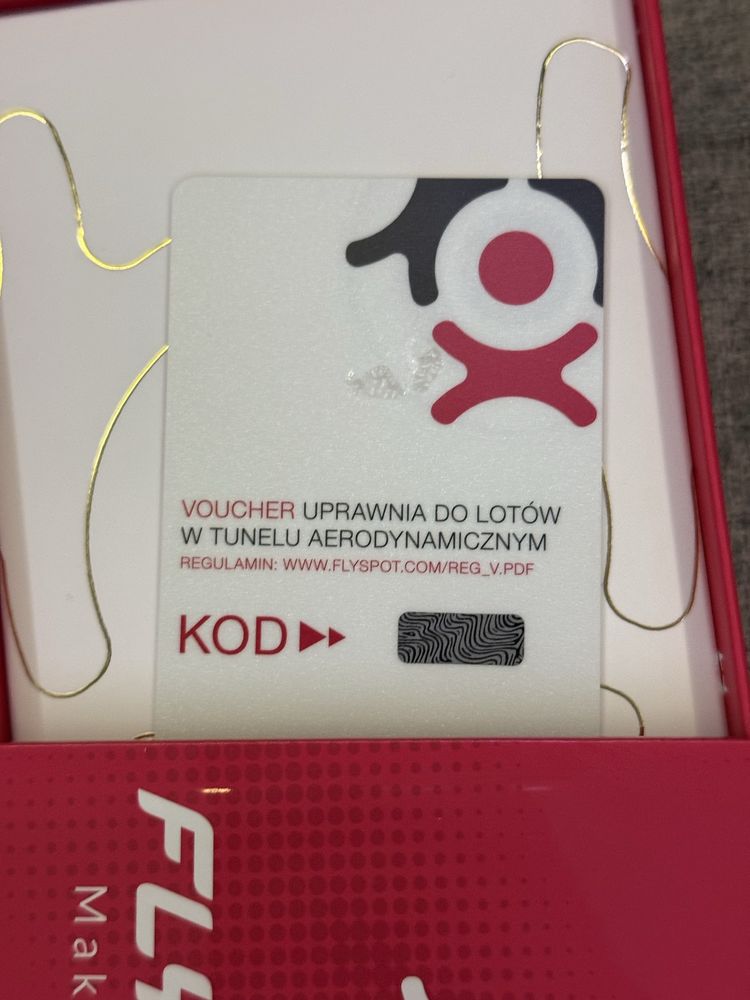 VOUCHER UPRAWNIA DO LOTÓW
W TUNELU AERODYNAMICZNYM
REGULAMIN: WWW.FLYSPOT.COM/REG_V.PDF
KOD